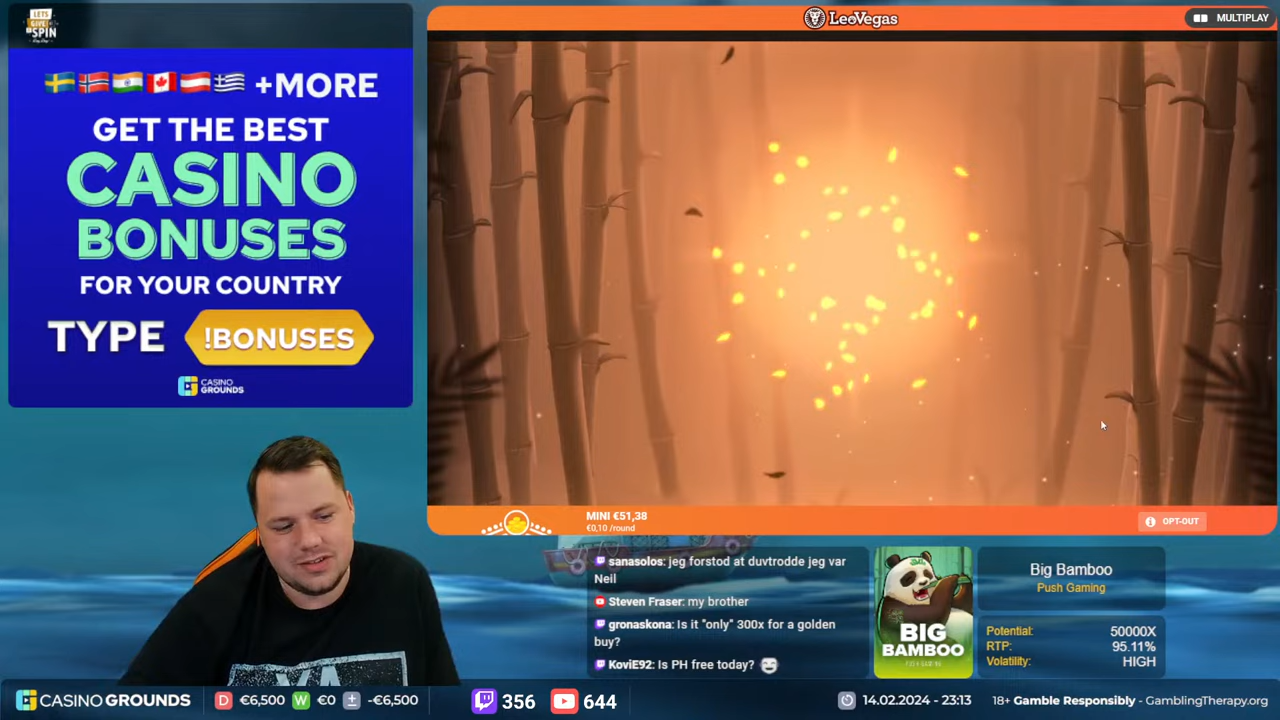 LETS
GIVE IT
SPIN
+MORE
GET THE BEST
CASINO
BONUSES
FOR YOUR COUNTRY
TYPE !BONUSES
CASINO
GROUNDS
LeoVegas
MULTIPLAY
MINI €51,38
€0,10 /round
OPT-OUT
sanasolos: jeg forstod at duvtrodde jeg var
Neil
Steven Fraser: my brother
gronaskona: Is it "only" 300x for a golden
buy?
KoviE92: Is PH free today?
BIG
BAMBOO
PUSH GAMING
Big Bamboo
Push Gaming
Potential: 50000X
RTP: 95.11%
Volatility: HIGH
CASINOGROUNDS D €6,500 W €0 ± -€6,500 356 644 14.02.2024 - 23:13 18+ Gamble Responsibly - GamblingTherapy.org